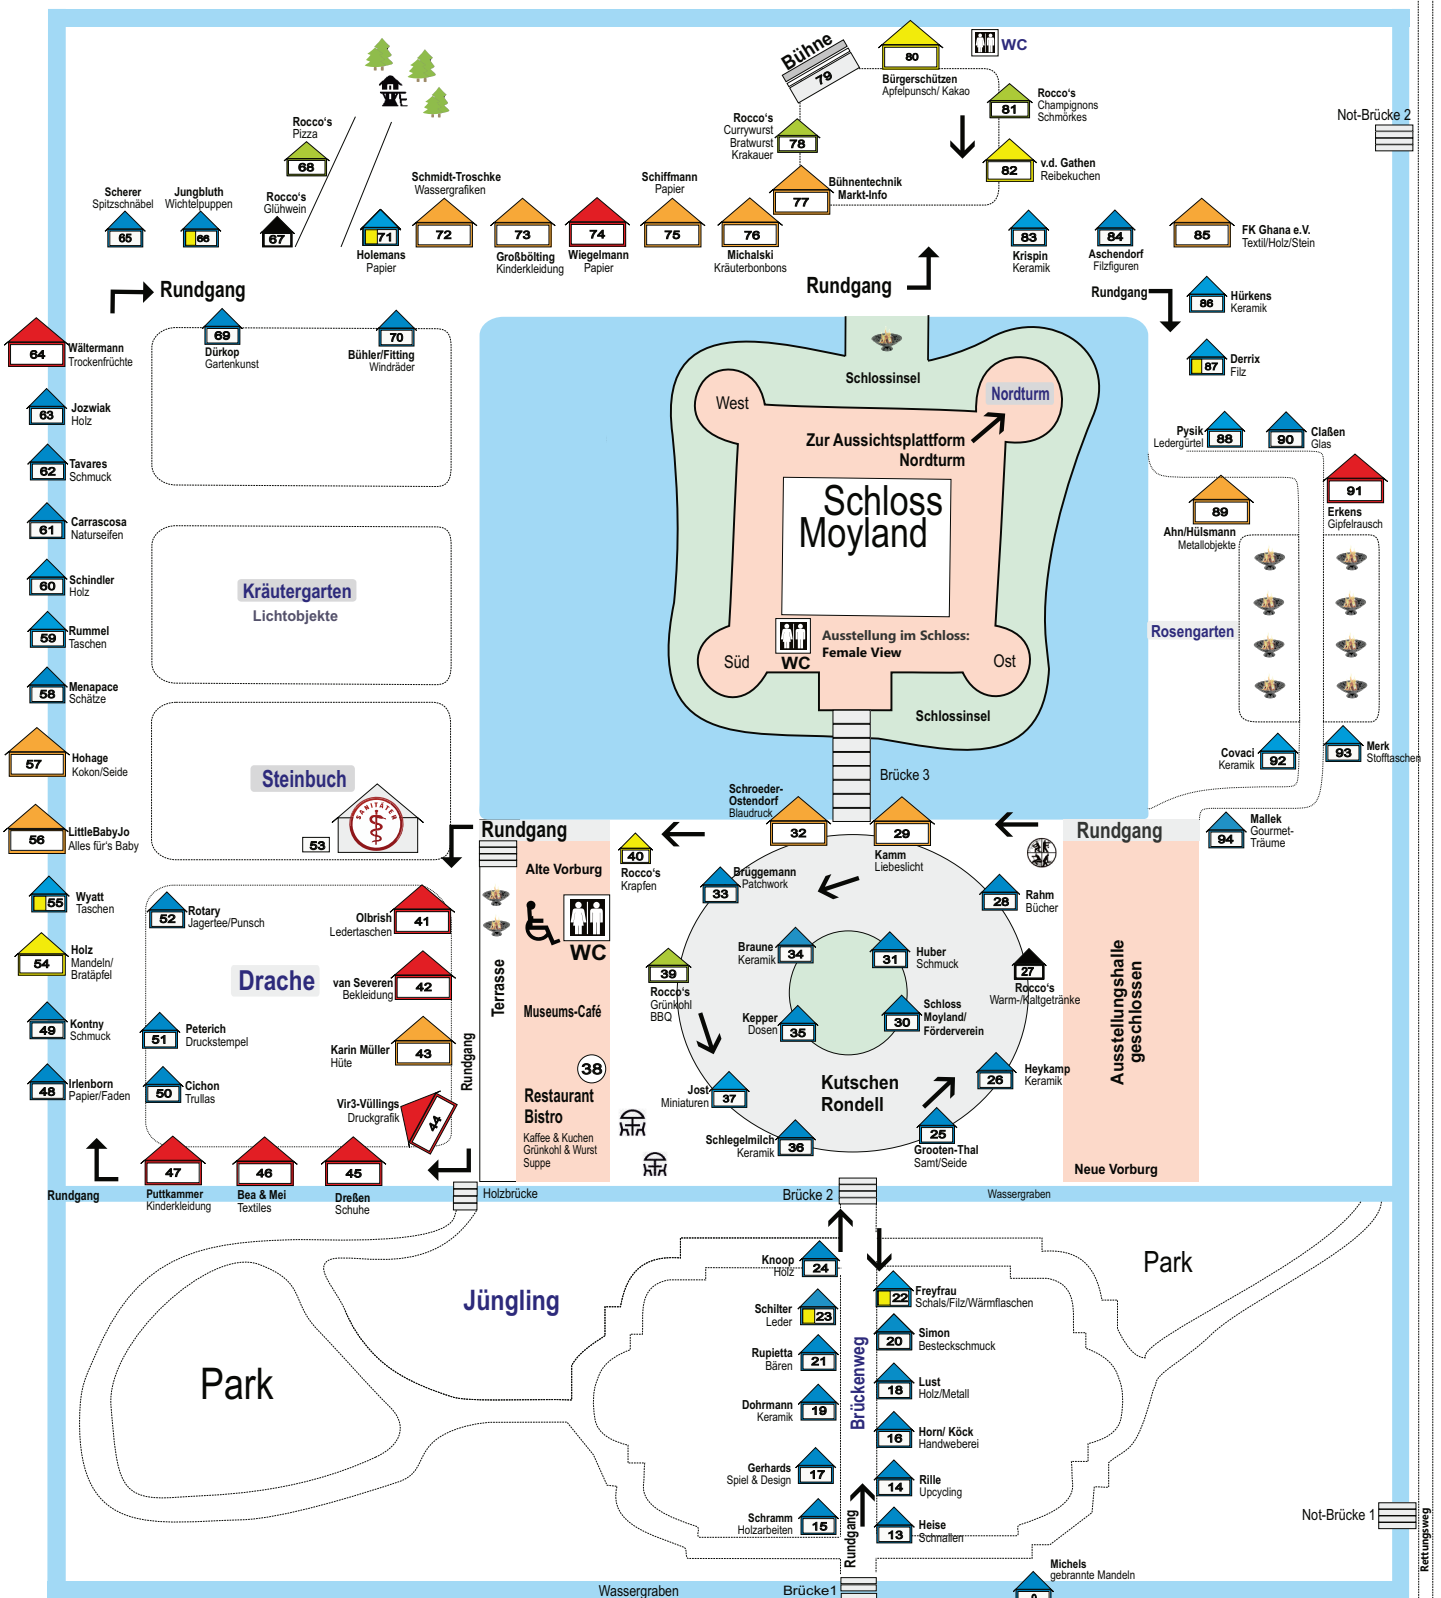 Bühne
79
80
Bürgerschützen
Apfelpunsch/ Kakao
WC
Rocco's
Champignons
Schmörkes
81
Not-Brücke 2
Rocco's
Pizza
68
Rocco's
Currywurst
Bratwurst
Krakauer
78
v.d. Gathen
Reibekuchen
82
Scherer
Spitzschnäbel
65
Jungbluth
Wichtelpuppen
66
Rocco's
Glühwein
67
71
Holemans
Papier
Schmidt-Troschke
Wassergrafiken
72
73
Großbölting
Kinderkleidung
74
Wiegelmann
Papier
Schiffmann
Papier
75
76
Michalski
Kräuterbonbons
Bühnentechnik
Markt-Info
77
83
Krispin
Keramik
84
Aschendorf
Filzfiguren
85
FK Ghana e.V.
Textil/Holz/Stein
Rundgang
Rundgang
Rundgang
86
Hürkens
Keramik
87
Derrix
Filz
64
Wältermann
Trockenfrüchte
69
Dürkop
Gartenkunst
70
Bühler/Fitting
Windräder
Schlossinsel
West
Nordturm
Zur Aussichtsplattform
Nordturm
63
Jozwiak
Holz
62
Tavares
Schmuck
61
Carrascosa
Naturseifen
60
Schindler
Holz
59
Rummel
Taschen
58
Menapace
Schätze
57
Hohage
Kokon/Seide
56
LittleBabyJo
Alles für's Baby
55
Wyatt
Taschen
54
Holz
Mandeln/
Bratäpfel
49
Kontny
Schmuck
48
Irlenborn
Papier/Faden
Kräutergarten
Lichtobjekte
Steinbuch
SANITÄTER
53
Schloss
Moyland
WC
Ausstellung im Schloss:
Female View
Süd
Ost
Schlossinsel
Brücke 3
Pysik
Ledergürtel
88
90
Claßen
Glas
91
Erkens
Gipfelrausch
89
Ahn/Hülsmann
Metallobjekte
Rosengarten
Covaci
Keramik
92
93
Merk
Stofftaschen
94
Mallek
Gourmet-
Träume
Rundgang
Rundgang
Schroeder-
Ostendorf
Blaudruck
32
29
Kamm
Liebeslicht
40
Rocco's
Krapfen
33
Brüggemann
Patchwork
28
Rahm
Bücher
Braune
Keramik
34
31
Huber
Schmuck
27
Rocco's
Warm-/Kaltgetränke
39
Rocco's
Grünkohl
BBQ
Kepper
Dosen
35
30
Schloss
Moyland/
Förderverein
Jost
Miniaturen
37
Kutschen
Rondell
26
Heykamp
Keramik
Schlegelmilch
Keramik
36
25
Grooten-Thal
Samt/Seide
Ausstellungshalle
geschlossen
Neue Vorburg
Alte Vorburg
WC
Terrasse
Museums-Café
38
Restaurant
Bistro
Kaffee & Kuchen
Grünkohl & Wurst
Suppe
52
Rotary
Jagertee/Punsch
Olbrish
Ledertaschen
41
Drache
van Severen
Bekleidung
42
51
Peterich
Druckstempel
Karin Müller
Hüte
43
50
Cichon
Trullas
Vir3-Vüllings
Druckgrafik
44
Rundgang
47
Puttkammer
Kinderkleidung
46
Bea & Mei
Textiles
45
Dreßen
Schuhe
Rundgang
Holzbrücke
Brücke 2
Wassergraben
Park
Jüngling
Park
Knoop
Holz
24
Freyfrau
Schals/Filz/Wärmflaschen
22
Schilter
Leder
23
Simon
Besteckschmuck
20
Rupietta
Bären
21
Lust
Holz/Metall
18
Dohrmann
Keramik
19
Horn/ Köck
Handweberei
16
Gerhards
Spiel & Design
17
Rille
Upcycling
14
Schramm
Holzarbeiten
15
Heise
Schnallen
13
Brückenweg
Rundgang
Not-Brücke 1
Rettungsweg
Michels
gebrannte Mandeln
Wassergraben
Brücke1